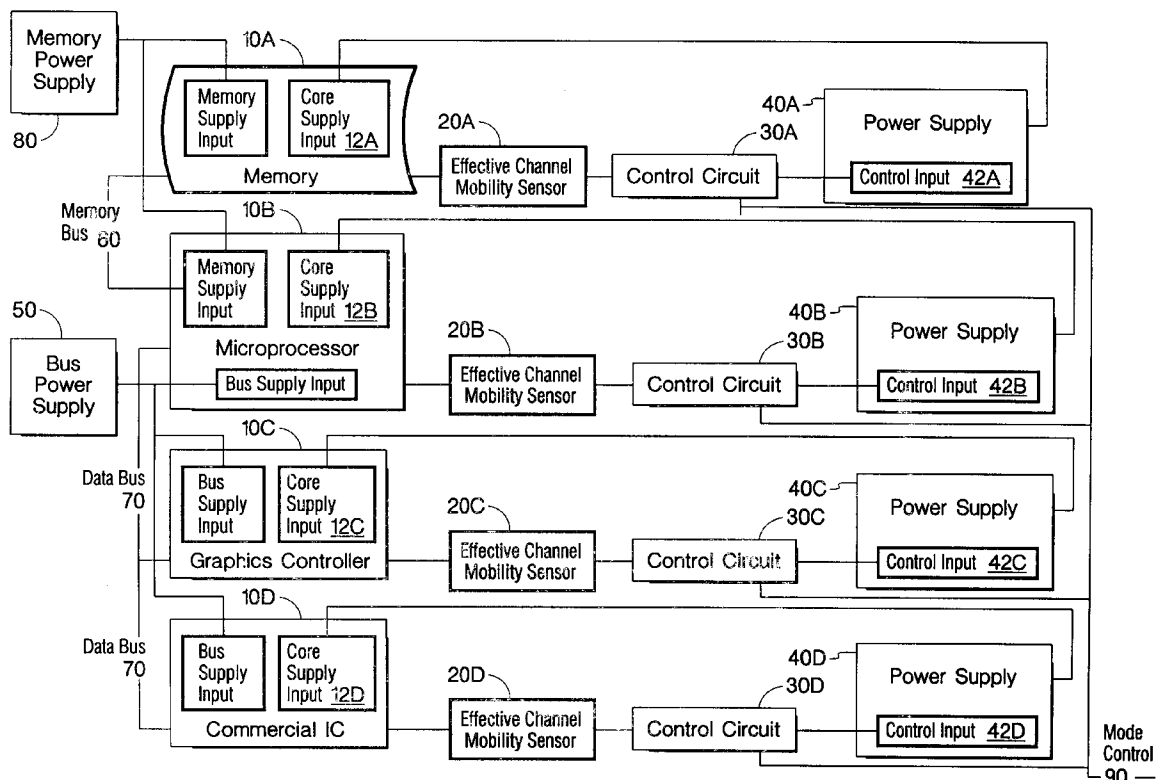 Memory
Power
Supply
80
10A
Memory
Supply
Input
Core
Supply
Input 12A
Memory
20A
Effective Channel
Mobility Sensor
30A
Control Circuit
40A
Power Supply
Control Input 42A
Memory
Bus 60
10B
Memory
Supply
Input
Core
Supply
Input 12B
Microprocessor
Bus Supply Input
50
Bus
Power
Supply
20B
Effective Channel
Mobility Sensor
30B
Control Circuit
40B
Power Supply
Control Input 42B
Data Bus
70
10C
Bus
Supply
Input
Core
Supply
Input 12C
Graphics Controller
20C
Effective Channel
Mobility Sensor
30C
Control Circuit
40C
Power Supply
Control Input 42C
Data Bus
70
10D
Bus
Supply
Input
Core
Supply
Input 12D
Commercial IC
20D
Effective Channel
Mobility Sensor
30D
Control Circuit
40D
Power Supply
Control Input 42D
Mode
Control
90